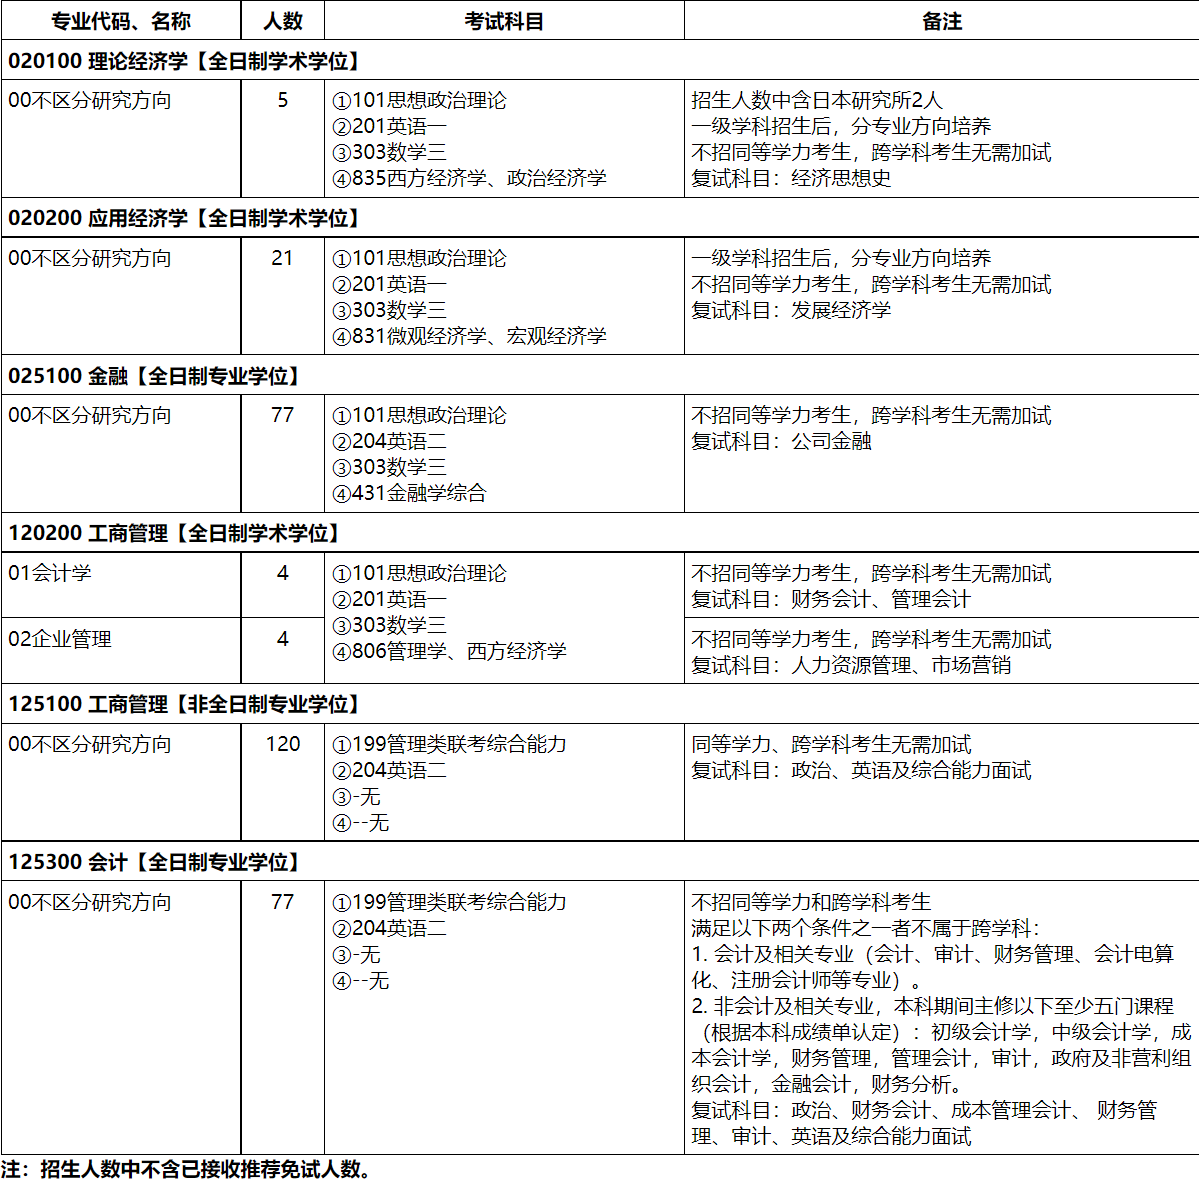 专业代码、名称 人数 考试科目 备注
020100 理论经济学【全日制学术学位】
00不区分研究方向 5 ①101思想政治理论 招生人数中含日本研究所2人
②201英语一 一级学科招生后，分专业方向培养
③303数学三 不招同等学力考生，跨学科考生无需加试
④835西方经济学、政治经济学 复试科目：经济思想史
020200 应用经济学【全日制学术学位】
00不区分研究方向 21 ①101思想政治理论 一级学科招生后，分专业方向培养
②201英语一 不招同等学力考生，跨学科考生无需加试
③303数学三 复试科目：发展经济学
④831微观经济学、宏观经济学
025100 金融【全日制专业学位】
00不区分研究方向 77 ①101思想政治理论 不招同等学力考生，跨学科考生无需加试
②204英语二 复试科目：公司金融
③303数学三
④431金融学综合
120200 工商管理【全日制学术学位】
01会计学 4 ①101思想政治理论 不招同等学力考生，跨学科考生无需加试
②201英语一 复试科目：财务会计、管理会计
③303数学三
02企业管理 4 不招同等学力考生，跨学科考生无需加试
④806管理学、西方经济学
复试科目：人力资源管理、市场营销
125100 工商管理【非全日制专业学位】
00不区分研究方向 120 ①199管理类联考综合能力 同等学力、跨学科考生无需加试
②204英语二 复试科目：政治、英语及综合能力面试
③-无
④--无
125300 会计【全日制专业学位】
00不区分研究方向 77 ①199管理类联考综合能力 不招同等学力和跨学科考生
②204英语二 满足以下两个条件之一者不属于跨学科：
③-无 1. 会计及相关专业（会计、审计、财务管理、会计电算
④--无 化、注册会计师等专业）。
2. 非会计及相关专业，本科期间主修以下至少五门课程
（根据本科成绩单认定）：初级会计学，中级会计学，成
本会计学，财务管理，管理会计，审计，政府及非营利组
织会计，金融会计，财务分析。
复试科目：政治、财务会计、成本管理会计、 财务管
理、审计、英语及综合能力面试
注：招生人数中不含已接收推荐免试人数。